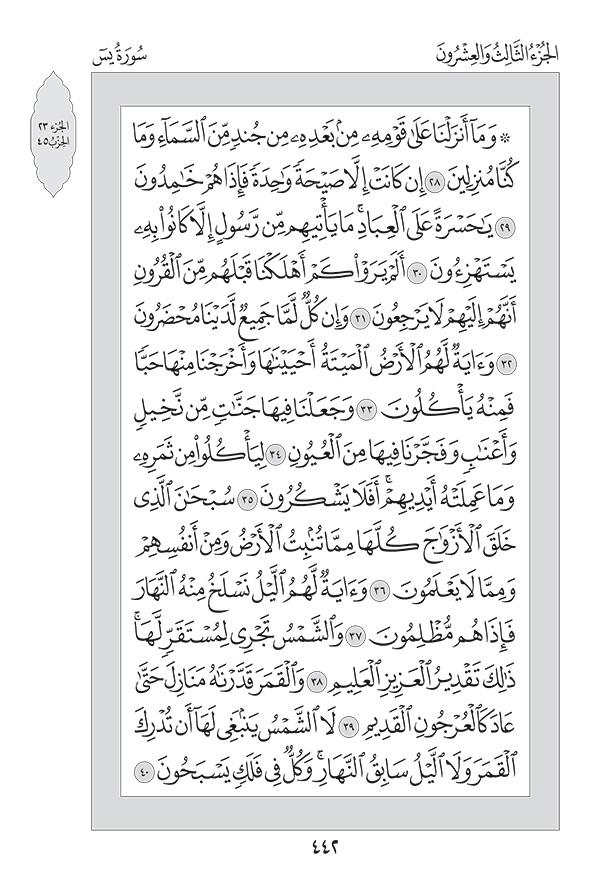 الجُزْءُ الثَّالِثُ وَالعِشْرُونَ
سُورَةُ يسٓ
الجزء ٢٣
الحزب ٤٥
* وَمَآ أَنزَلْنَا عَلَىٰ قَوْمِهِۦ مِنۢ بَعْدِهِۦ مِن جُندٍ مِّنَ ٱلسَّمَآءِ وَمَا
كُنَّا مُنزِلِينَ ٢٨ إِن كَانَتْ إِلَّا صَيْحَةً وَٰحِدَةً فَإِذَا هُمْ خَٰمِدُونَ
٢٩ يَٰحَسْرَةً عَلَى ٱلْعِبَادِۚ مَا يَأْتِيهِم مِّن رَّسُولٍ إِلَّا كَانُوا۟ بِهِۦ
يَسْتَهْزِءُونَ ٣٠ أَلَمْ يَرَوْا۟ كَمْ أَهْلَكْنَا قَبْلَهُم مِّنَ ٱلْقُرُونِ
أَنَّهُمْ إِلَيْهِمْ لَا يَرْجِعُونَ ٣١ وَإِن كُلٌّ لَّمَّا جَمِيعٌ لَّدَيْنَا مُحْضَرُونَ
٣٢ وَءَايَةٌ لَّهُمُ ٱلْأَرْضُ ٱلْمَيْتَةُ أَحْيَيْنَٰهَا وَأَخْرَجْنَا مِنْهَا حَبًّا
فَمِنْهُ يَأْكُلُونَ ٣٣ وَجَعَلْنَا فِيهَا جَنَّٰتٍ مِّن نَّخِيلٍ
وَأَعْنَٰبٍ وَفَجَّرْنَا فِيهَا مِنَ ٱلْعُيُونِ ٣٤ لِيَأْكُلُوا۟ مِن ثَمَرِهِۦ
وَمَا عَمِلَتْهُ أَيْدِيهِمْۚ أَفَلَا يَشْكُرُونَ ٣٥ سُبْحَٰنَ ٱلَّذِى
خَلَقَ ٱلْأَزْوَٰجَ كُلَّهَا مِمَّا تُنۢبِتُ ٱلْأَرْضُ وَمِنْ أَنفُسِهِمْ
وَمِمَّا لَا يَعْلَمُونَ ٣٦ وَءَايَةٌ لَّهُمُ ٱلَّيْلُ نَسْلَخُ مِنْهُ ٱلنَّهَارَ
فَإِذَا هُم مُّظْلِمُونَ ٣٧ وَٱلشَّمْسُ تَجْرِى لِمُسْتَقَرٍّ لَّهَاۚ
ذَٰلِكَ تَقْدِيرُ ٱلْعَزِيزِ ٱلْعَلِيمِ ٣٨ وَٱلْقَمَرَ قَدَّرْنَٰهُ مَنَازِلَ حَتَّىٰ
عَادَ كَٱلْعُرْجُونِ ٱلْقَدِيمِ ٣٩ لَا ٱلشَّمْسُ يَنۢبَغِى لَهَآ أَن تُدْرِكَ
ٱلْقَمَرَ وَلَا ٱلَّيْلُ سَابِقُ ٱلنَّهَارِۚ وَكُلٌّ فِى فَلَكٍ يَسْبَحُونَ ٤٠
٤٤٢